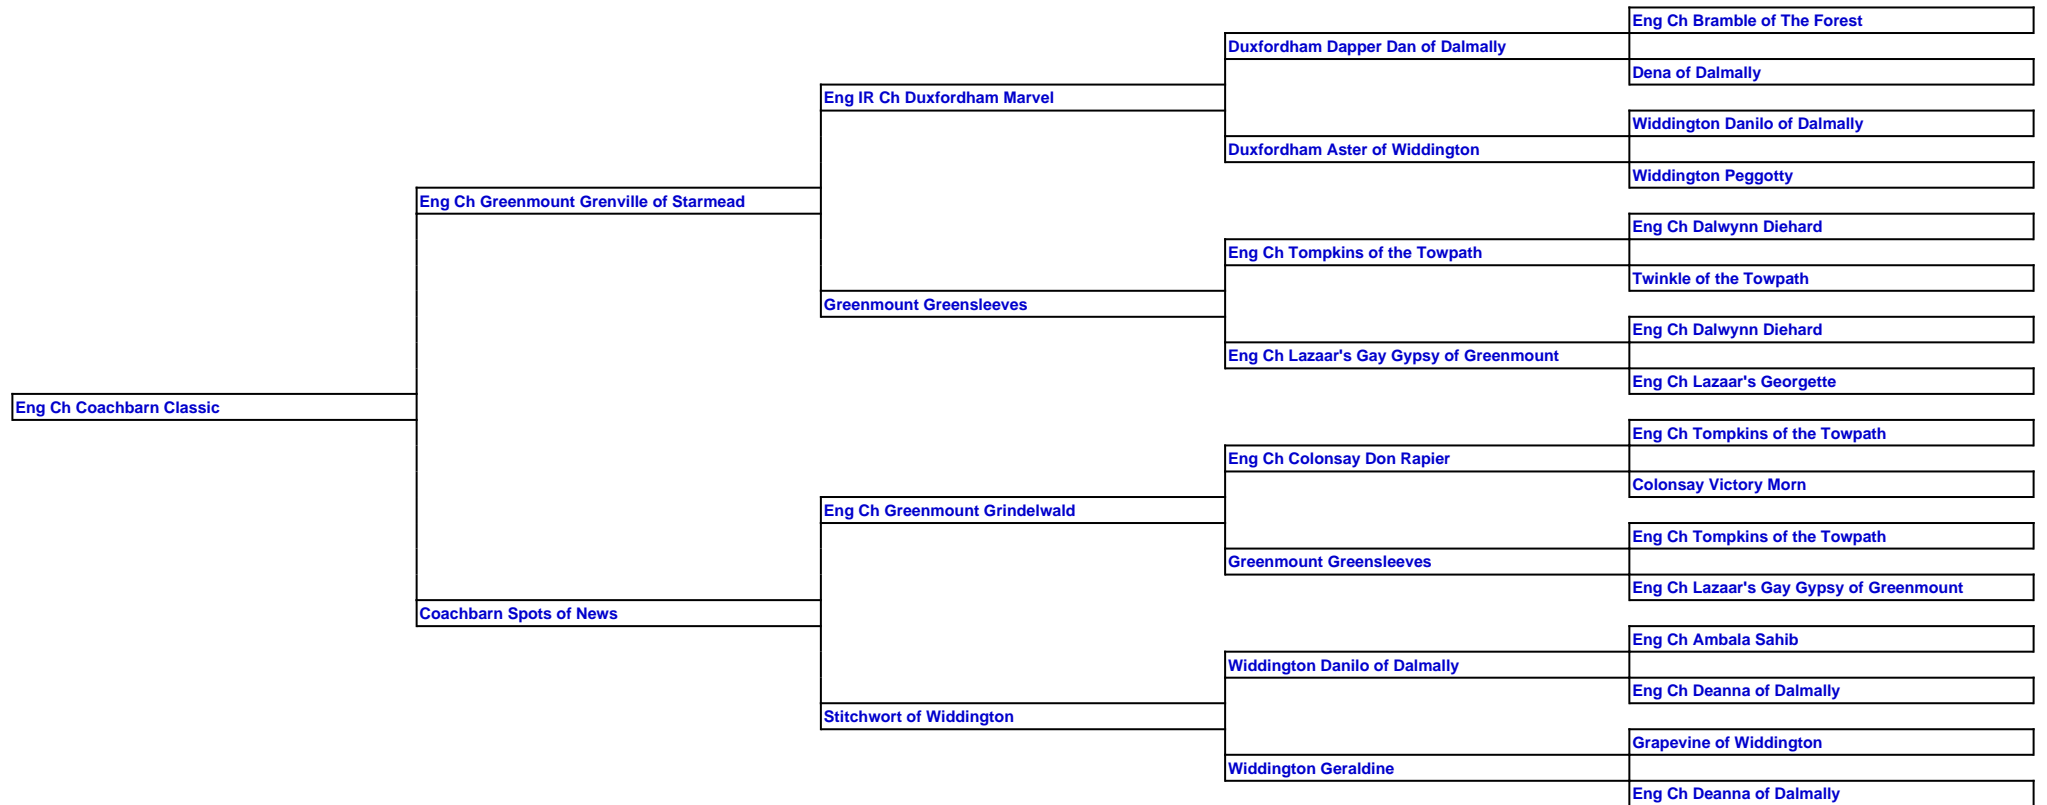 Eng Ch Bramble of The Forest
Duxfordham Dapper Dan of Dalmally
Dena of Dalmally
Eng IR Ch Duxfordham Marvel
Widdington Danilo of Dalmally
Duxfordham Aster of Widdington
Widdington Peggotty
Eng Ch Greenmount Grenville of Starmead
Eng Ch Dalwynn Diehard
Eng Ch Tompkins of the Towpath
Twinkle of the Towpath
Greenmount Greensleeves
Eng Ch Dalwynn Diehard
Eng Ch Lazaar's Gay Gypsy of Greenmount
Eng Ch Lazaar's Georgette
Eng Ch Coachbarn Classic
Eng Ch Tompkins of the Towpath
Eng Ch Colonsay Don Rapier
Colonsay Victory Morn
Eng Ch Greenmount Grindelwald
Eng Ch Tompkins of the Towpath
Greenmount Greensleeves
Eng Ch Lazaar's Gay Gypsy of Greenmount
Coachbarn Spots of News
Eng Ch Ambala Sahib
Widdington Danilo of Dalmally
Eng Ch Deanna of Dalmally
Stitchwort of Widdington
Grapevine of Widdington
Widdington Geraldine
Eng Ch Deanna of Dalmally